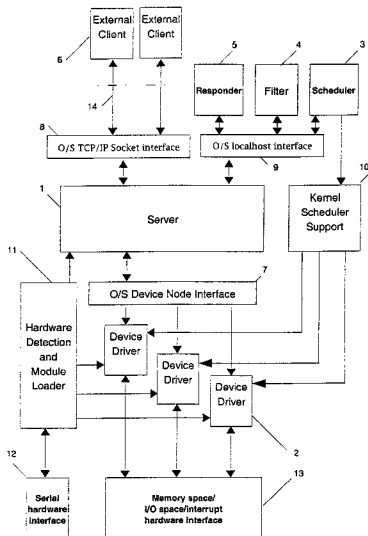 External
Client
External
Client
6
14
5
4
3
Responder
Filter
Scheduler
8
O/S TCP/IP Socket interface
O/S localhost interface
9
10
1
Server
Kernel
Scheduler
Support
11
7
O/S Device Node Interface
Hardware
Detection
and
Module
Loader
Device
Driver
Device
Driver
Device
Driver
2
12
13
Serial
hardware
interface
Memory space/
I/O space/interrupt
hardware interface